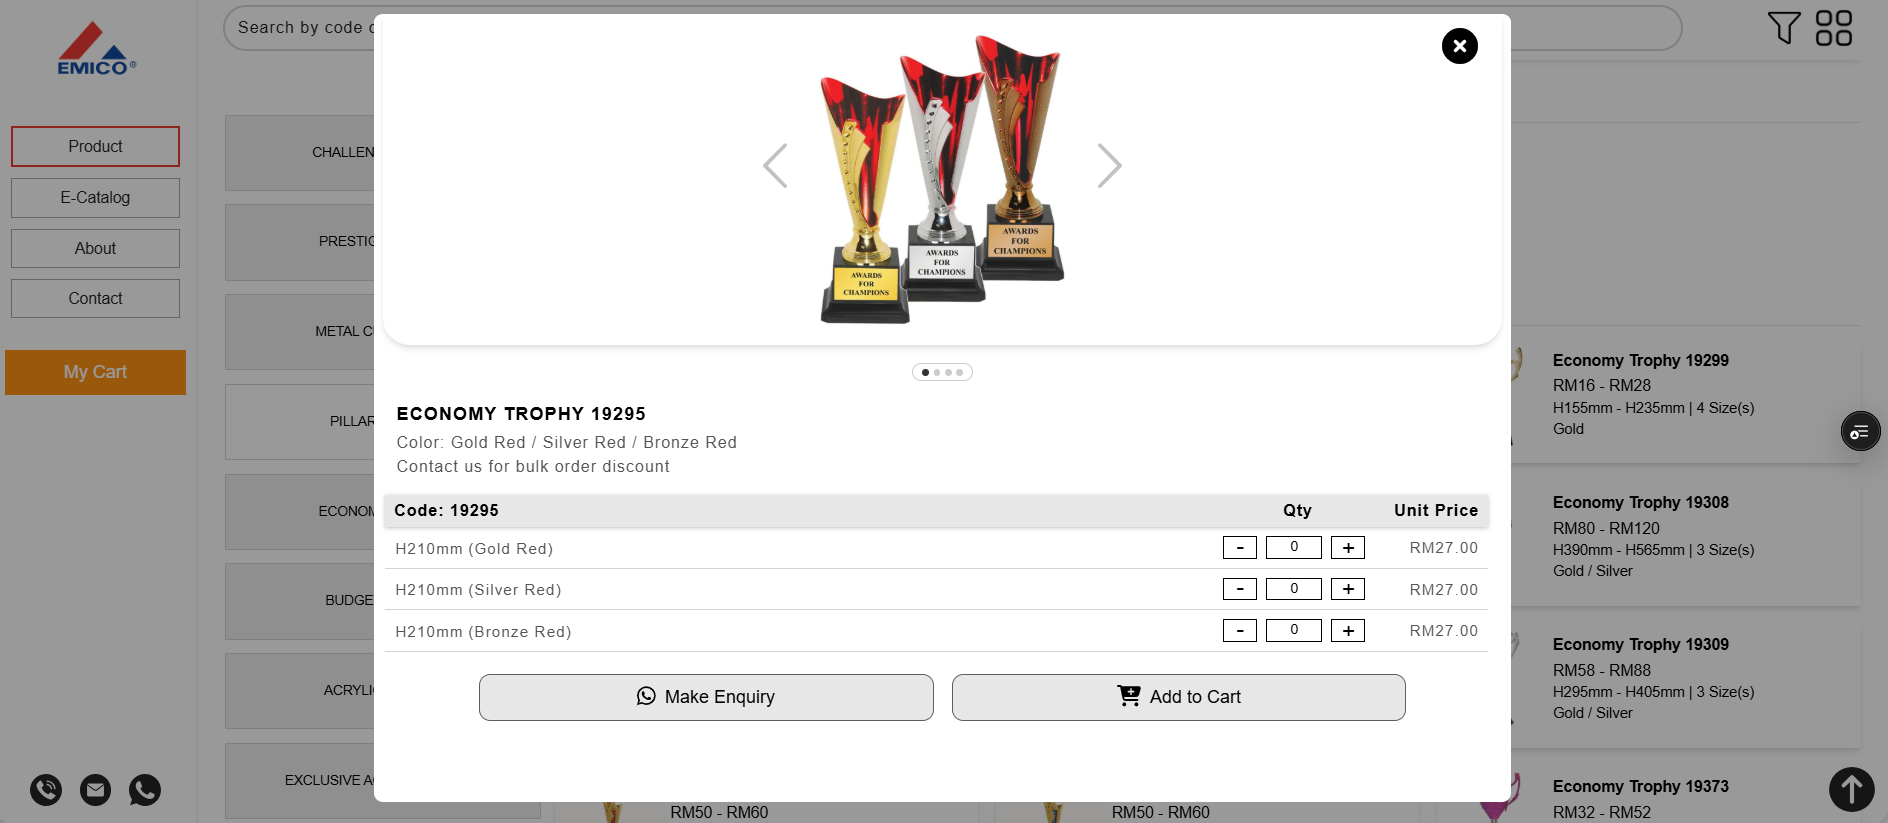 EMICO®
Product
E-Catalog
About
Contact
My Cart
Search by code
CHALLEN
PRESTIG
METAL C
PILLAR
ECONOM
BUDGE
ACRYLI
EXCLUSIVE A
AWARDS
FOR
CHAMPIONS
AWARDS
FOR
CHAMPIONS
AWARDS
FOR
CHAMPIONS
ECONOMY TROPHY 19295
Color: Gold Red / Silver Red / Bronze Red
Contact us for bulk order discount
Code: 19295 Qty Unit Price
H210mm (Gold Red) - 0 + RM27.00
H210mm (Silver Red) - 0 + RM27.00
H210mm (Bronze Red) - 0 + RM27.00
Make Enquiry
Add to Cart
RM50 - RM60
RM50 - RM60
Economy Trophy 19299
RM16 - RM28
H155mm - H235mm | 4 Size(s)
Gold
Economy Trophy 19308
RM80 - RM120
H390mm - H565mm | 3 Size(s)
Gold / Silver
Economy Trophy 19309
RM58 - RM88
H295mm - H405mm | 3 Size(s)
Gold / Silver
Economy Trophy 19373
RM32 - RM52